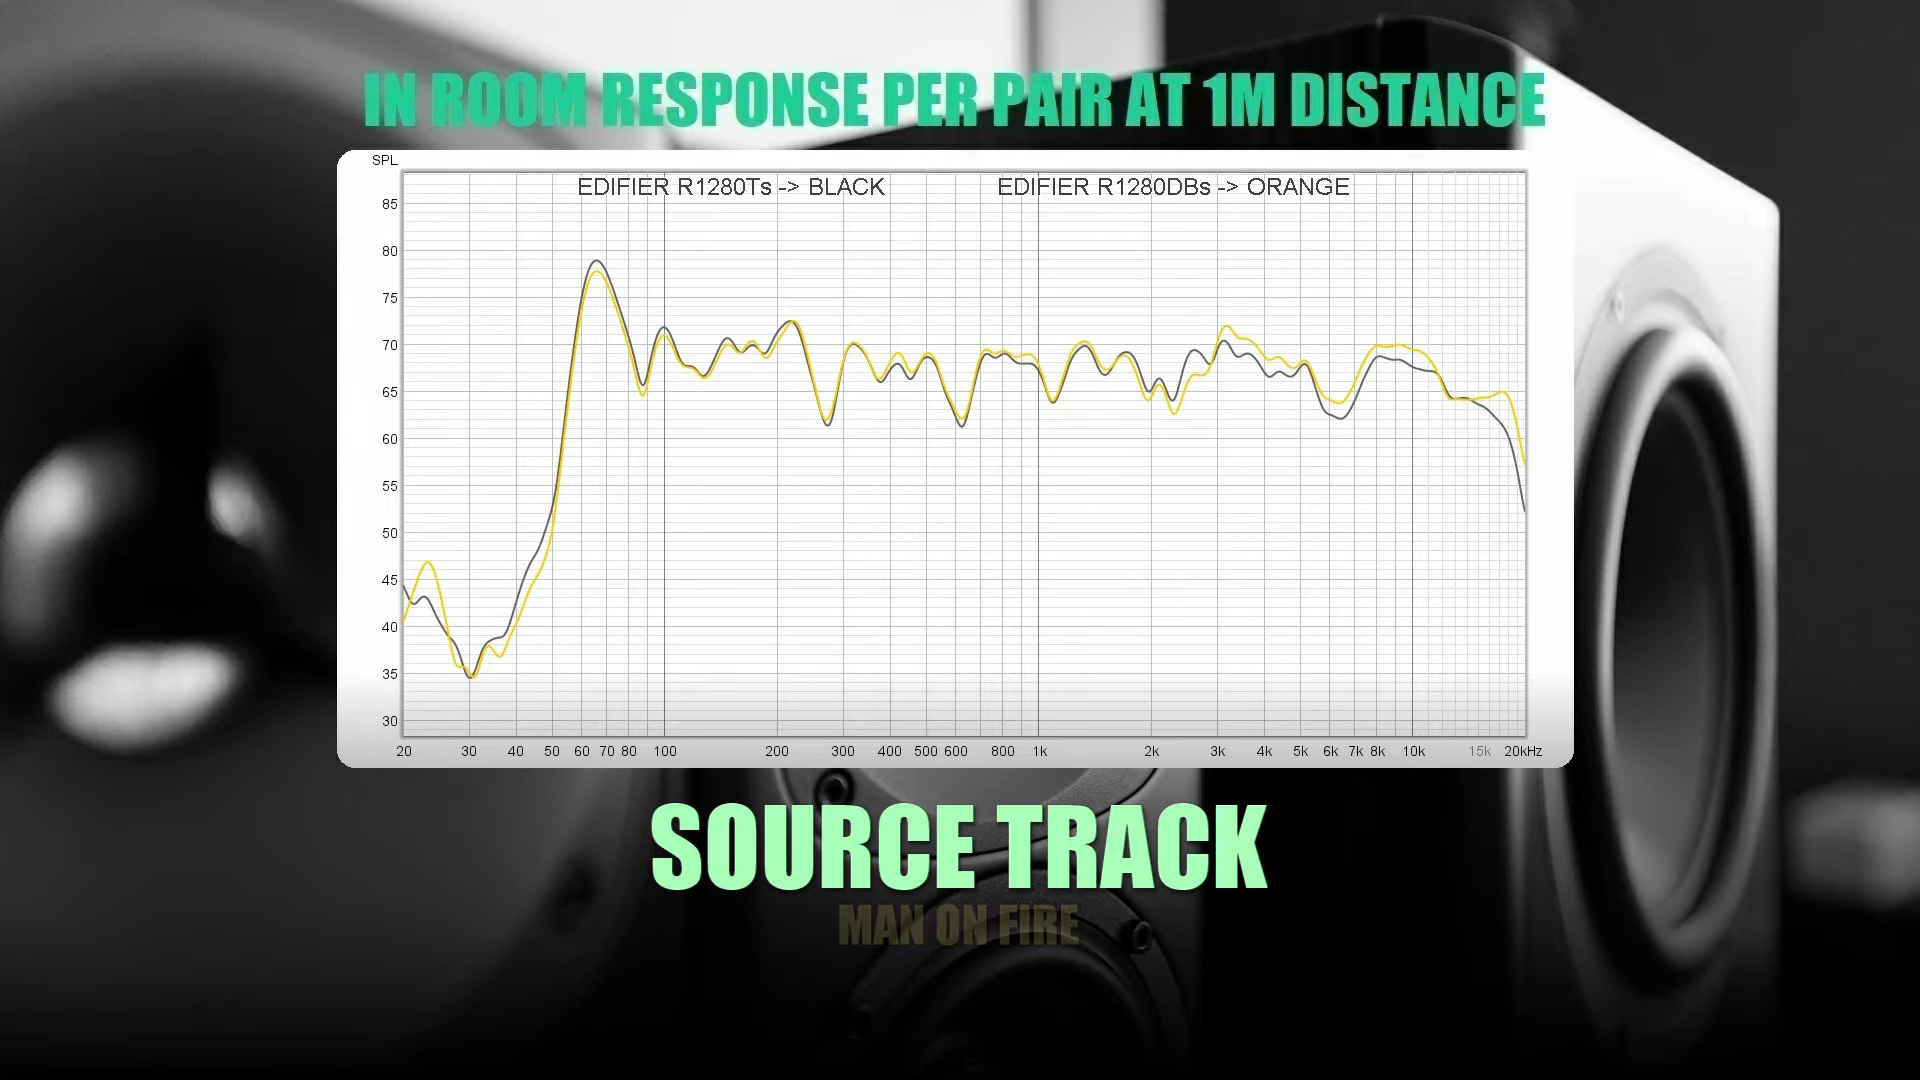 IN ROOM RESPONSE PER PAIR AT 1M DISTANCE
SPL
EDIFIER R1280Ts -> BLACK EDIFIER R1280DBs -> ORANGE
85
80
75
70
65
60
55
50
45
40
35
30
20 30 40 50 60 70 80 100 200 300 400 500 600 800 1k 2k 3k 4k 5k 6k 7k 8k 10k 15k 20kHz
SOURCE TRACK
MAN ON FIRE